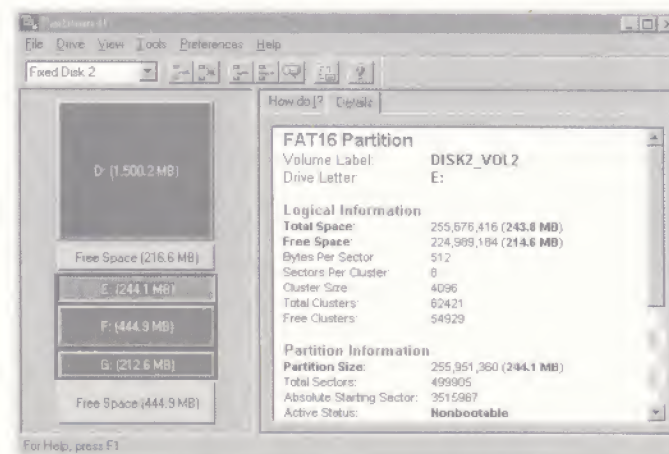 Partition-It
File Drive View Tools Preferences Help
Fixed Disk 2
How do I? Details
D: (1,500.2 MB)
Free Space (216.6 MB)
E: (244.1 MB)
F: (444.9 MB)
G: (212.6 MB)
Free Space (444.9 MB)
FAT16 Partition
Volume Label: DISK2_VOL2
Drive Letter E:
Logical Information
Total Space: 255,676,416 (243.8 MB)
Free Space: 224,989,184 (214.6 MB)
Bytes Per Sector 512
Sectors Per Cluster 8
Cluster Size 4096
Total Clusters: 62421
Free Clusters: 54929
Partition Information
Partition Size: 255,951,360 (244.1 MB)
Total Sectors: 499905
Absolute Starting Sector: 3515967
Active Status: Nonbootable
For Help, press F1